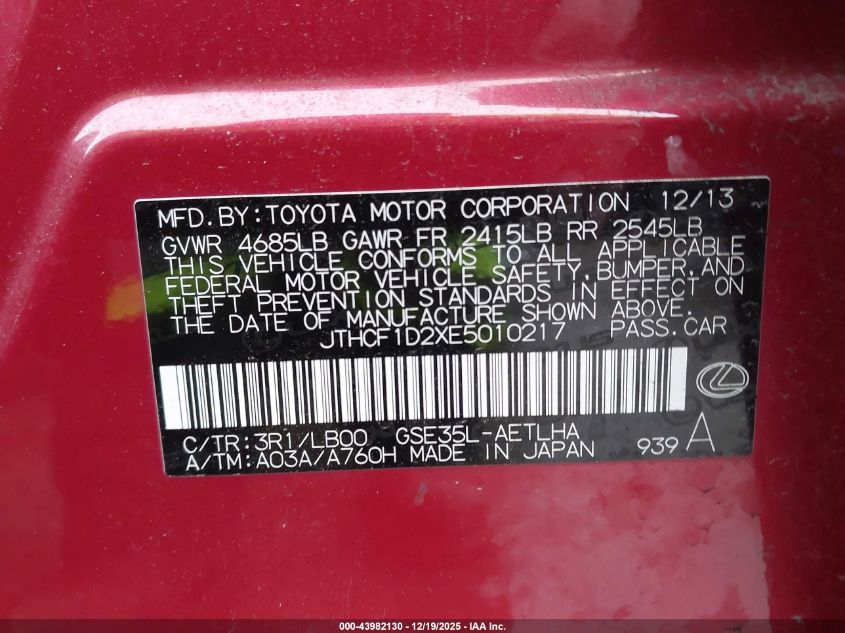 MFD. BY: TOYOTA MOTOR CORPORATION 12/13
GVWR 4685LB GAWR FR 2415LB RR 2545LB
THIS VEHICLE CONFORMS TO ALL APPLICABLE
FEDERAL MOTOR VEHICLE SAFETY, BUMPER, AND
THEFT PREVENTION STANDARDS IN EFFECT ON
THE DATE OF MANUFACTURE SHOWN ABOVE.
JTHCF1D2XE5010217 PASS.CAR
C/TR: 3R1/LB00 GSE35L-AETLHA
A/TM: A03A/A760H MADE IN JAPAN 939 A
000-43982130 - 12/19/2025 - IAA Inc.